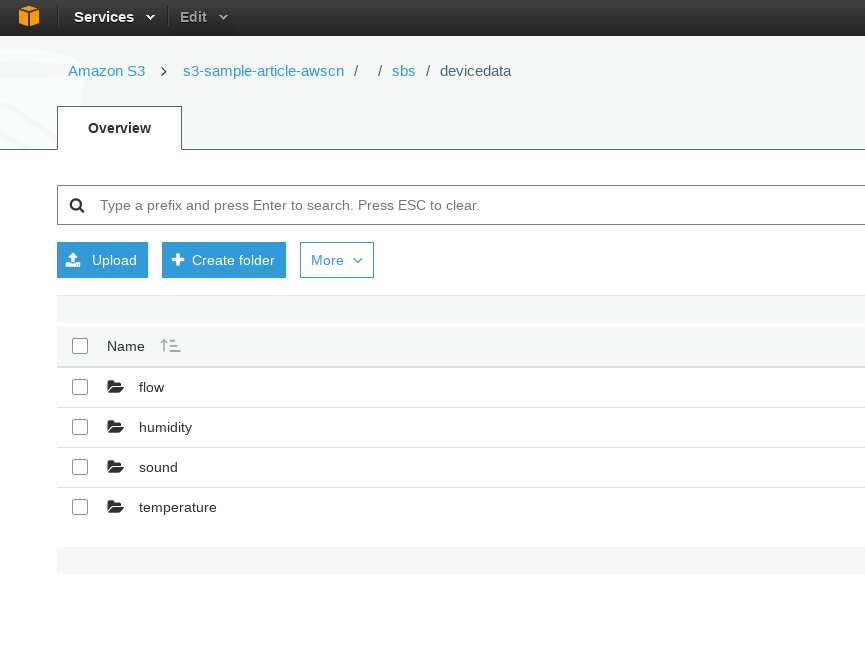 Services Edit
Amazon S3 > s3-sample-article-awscn / / sbs / devicedata
Overview
Type a prefix and press Enter to search. Press ESC to clear.
Upload Create folder More
Name
flow
humidity
sound
temperature